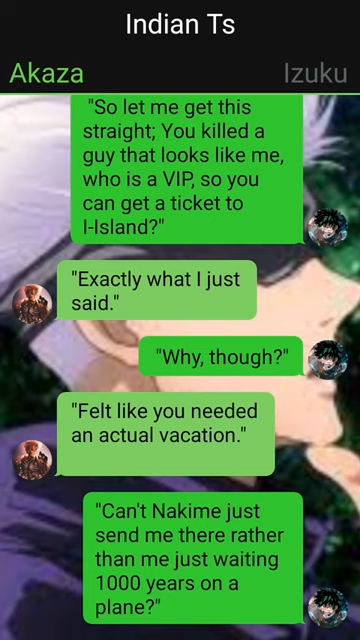 Indian Ts
Akaza
Izuku
"So let me get this
straight; You killed a
guy that looks like me,
who is a VIP, so you
can get a ticket to
I-Island?"
"Exactly what I just
said."
"Why, though?"
"Felt like you needed
an actual vacation."
"Can't Nakime just
send me there rather
than me just waiting
1000 years on a
plane?"